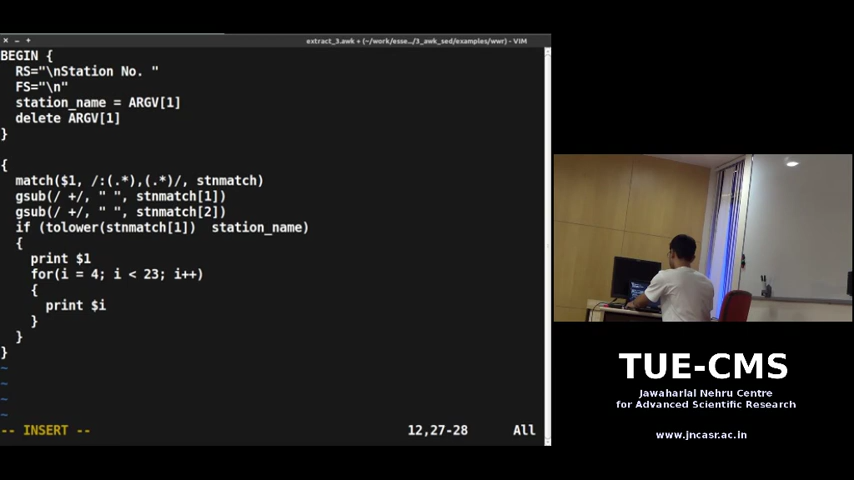 extract_3.awk + (~/work/esse.../3_awk_sed/examples/wwr) - VIM
BEGIN {
  RS="\nStation No. "
  FS="\n"
  station_name = ARGV[1]
  delete ARGV[1]
}

{
  match($1, /:(.*),(.*)/, stnmatch)
  gsub(/ +/, " ", stnmatch[1])
  gsub(/ +/, " ", stnmatch[2])
  if (tolower(stnmatch[1])  station_name)
  {
    print $1
    for(i = 4; i < 23; i++)
    {
      print $i
    }
  }
}
~
~
~
~
-- INSERT -- 12,27-28 All
TUE-CMS
Jawaharlal Nehru Centre
for Advanced Scientific Research
www.jncasr.ac.in